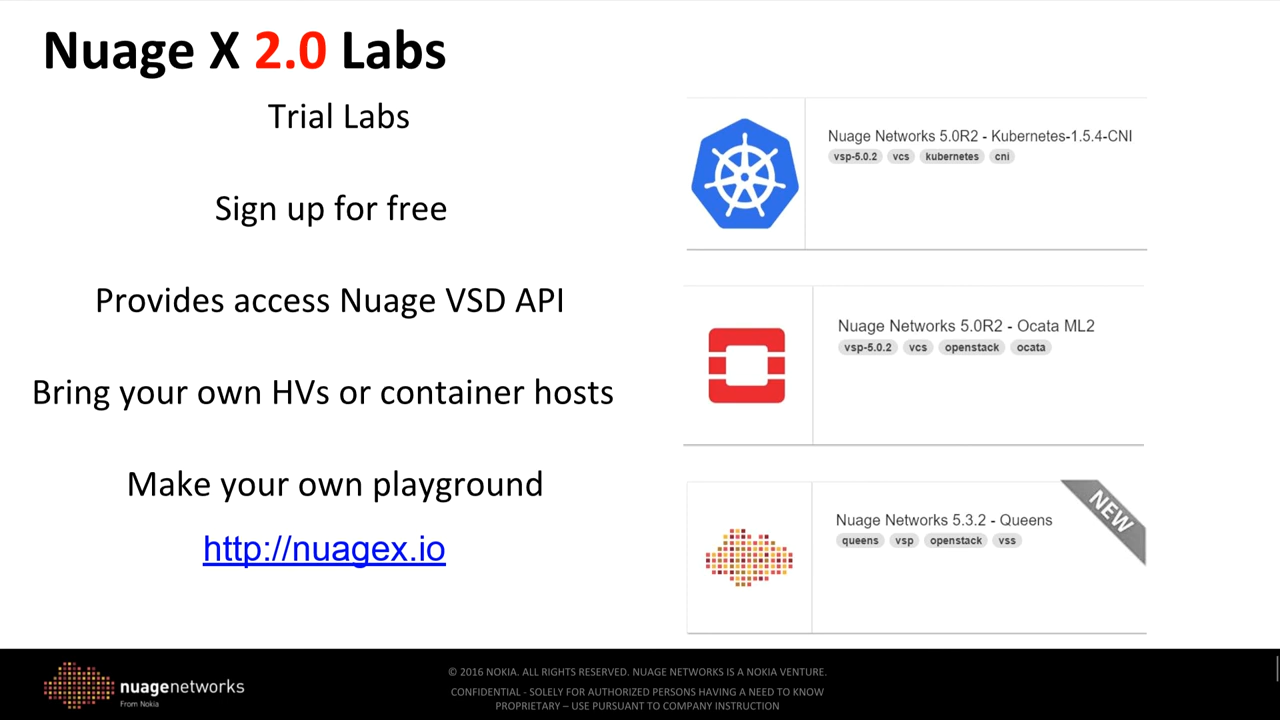 Nuage X 2.0 Labs
Trial Labs
Sign up for free
Provides access Nuage VSD API
Bring your own HVs or container hosts
Make your own playground
http://nuagex.io
Nuage Networks 5.0R2 - Kubernetes-1.5.4-CNI
vsp-5.0.2 vcs kubernetes cni
Nuage Networks 5.0R2 - Ocata ML2
vsp-5.0.2 vcs openstack ocata
NEW
Nuage Networks 5.3.2 - Queens
queens vsp openstack vss
nuagenetworks
From Nokia
© 2016 NOKIA. ALL RIGHTS RESERVED. NUAGE NETWORKS IS A NOKIA VENTURE.
CONFIDENTIAL - SOLELY FOR AUTHORIZED PERSONS HAVING A NEED TO KNOW
PROPRIETARY – USE PURSUANT TO COMPANY INSTRUCTION